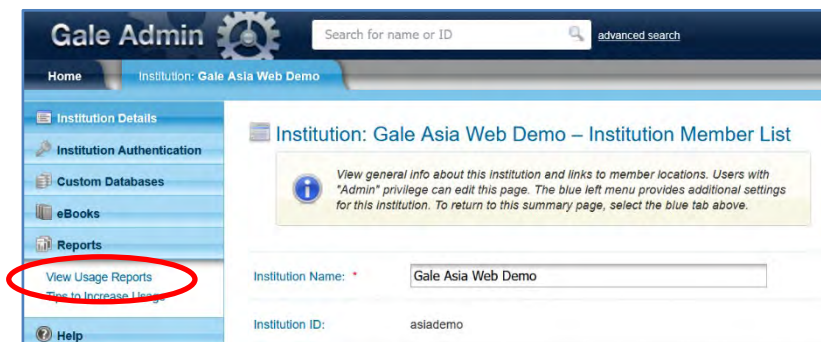 Gale Admin
Search for name or ID
advanced search
Home
Institution: Gale Asia Web Demo
Institution Details
Institution Authentication
Custom Databases
eBooks
Reports
View Usage Reports
Tips to Increase Usage
Help
Institution: Gale Asia Web Demo – Institution Member List
View general info about this institution and links to member locations. Users with
"Admin" privilege can edit this page. The blue left menu provides additional settings
for this institution. To return to this summary page, select the blue tab above.
Institution Name: *
Gale Asia Web Demo
Institution ID:
asiademo